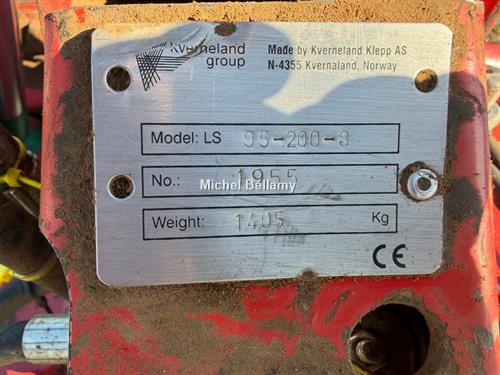 Kverneland
group
Made by Kverneland Klepp AS
N-4355 Kvernaland, Norway
Model: LS 95-200-8
No.: 1955
Michel Bellamy
Weight: 1405 Kg
CE